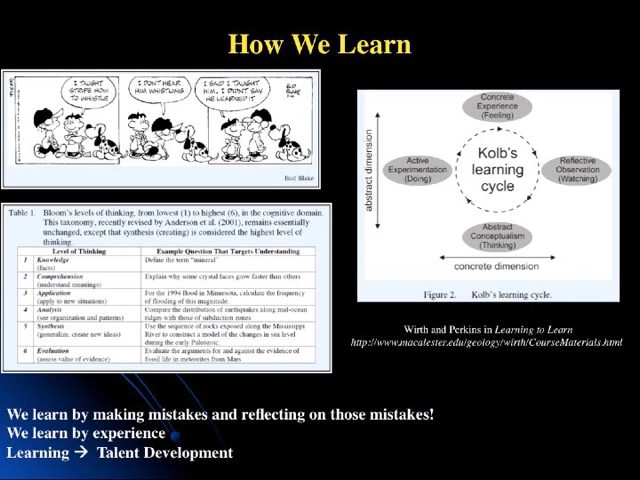 How We Learn
I TAUGHT
STRIPE HOW
TO WHISTLE
I DON'T HEAR
HIM WHISTLING
I SAID I TAUGHT
HIM. I DIDN'T SAY
HE LEARNED IT
Bud Blake
Table 1. Bloom's levels of thinking, from lowest (1) to highest (6), in the cognitive domain.
This taxonomy, recently revised by Anderson et al. (2001), remains essentially
unchanged, except that synthesis (creating) is considered the highest level of
thinking.
Level of Thinking Example Question That Targets Understanding
1 Knowledge Define the term "mineral"
(facts)
2 Comprehension Explain why some crystal faces grow faster than others
(understand meanings)
3 Application For the 1994 flood in Minnesota, calculate the frequency
(apply to new situations) of flooding of this magnitude.
4 Analysis Compare the distribution of earthquakes along mid-ocean
(see organization and patterns) ridges with those of subduction zones
5 Synthesis Use the sequence of rocks exposed along the Mississippi
(generalize, create new ideas) River to construct a model of the changes in sea level
during the early Paleozoic.
6 Evaluation Evaluate the arguments for and against the evidence of
(assess value of evidence) fossil life in meteorites from Mars
Concrete
Experience
(Feeling)
abstract dimension
Active
Experimentation
(Doing)
Kolb's
learning
cycle
Reflective
Observation
(Watching)
Abstract
Conceptualism
(Thinking)
concrete dimension
Figure 2. Kolb's learning cycle.
Wirth and Perkins in Learning to Learn
http://www.macalester.edu/geology/wirth/CourseMaterials.html
We learn by making mistakes and reflecting on those mistakes!
We learn by experience
Learning → Talent Development